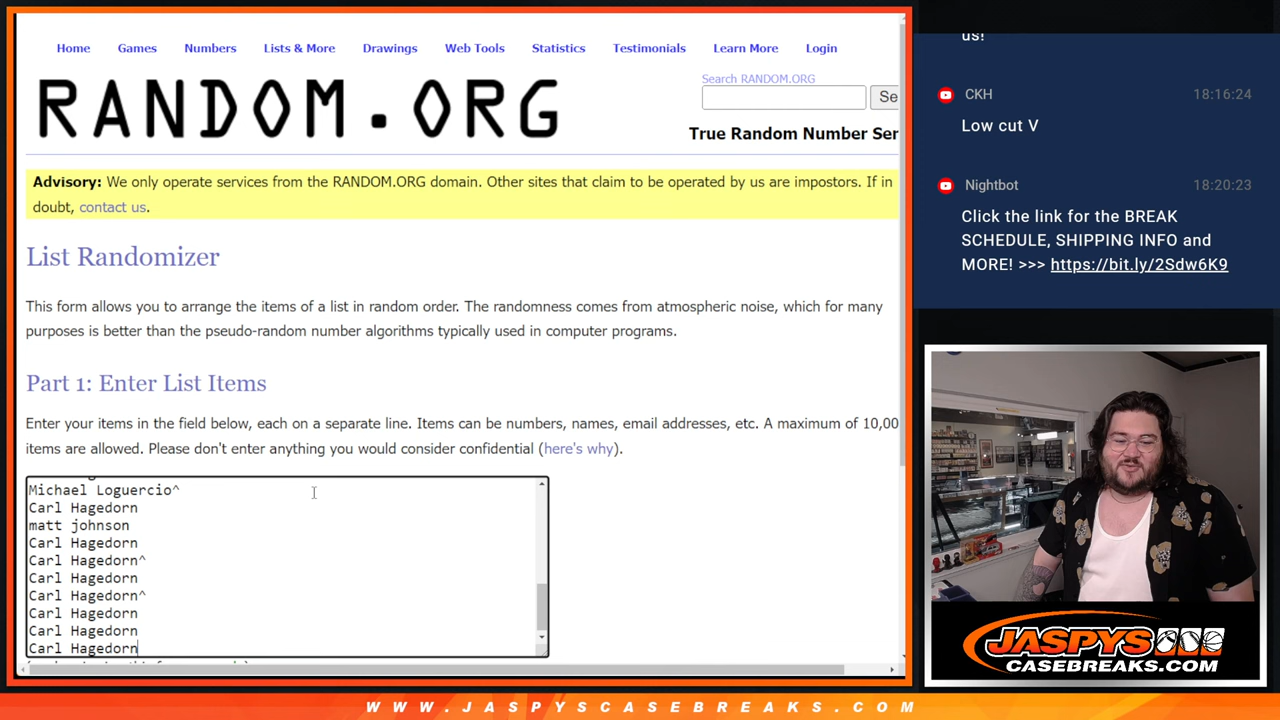 Home Games Numbers Lists & More Drawings Web Tools Statistics Testimonials Learn More Login
RANDOM.ORG
Search RANDOM.ORG
Se
True Random Number Ser
Advisory: We only operate services from the RANDOM.ORG domain. Other sites that claim to be operated by us are impostors. If in
doubt, contact us.
List Randomizer
This form allows you to arrange the items of a list in random order. The randomness comes from atmospheric noise, which for many
purposes is better than the pseudo-random number algorithms typically used in computer programs.
Part 1: Enter List Items
Enter your items in the field below, each on a separate line. Items can be numbers, names, email addresses, etc. A maximum of 10,00
items are allowed. Please don't enter anything you would consider confidential (here's why).
Michael Loguercio^
Carl Hagedorn
matt johnson
Carl Hagedorn
Carl Hagedorn^
Carl Hagedorn
Carl Hagedorn^
Carl Hagedorn
Carl Hagedorn
Carl Hagedorn
us!
CKH 18:16:24
Low cut V
Nightbot 18:20:23
Click the link for the BREAK
SCHEDULE, SHIPPING INFO and
MORE! >>> https://bit.ly/2Sdw6K9
JASPYS
CASEBREAKS.COM
WWW.JASPYSCASEBREAKS.COM